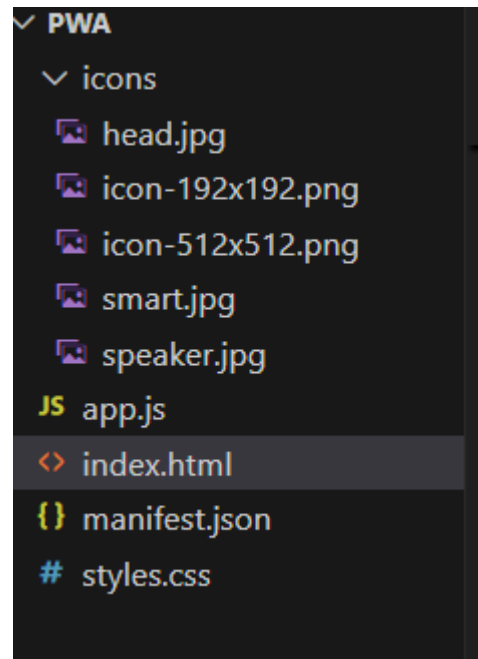 PWA
icons
head.jpg
icon-192x192.png
icon-512x512.png
smart.jpg
speaker.jpg
JS app.js
<> index.html
{} manifest.json
# styles.css